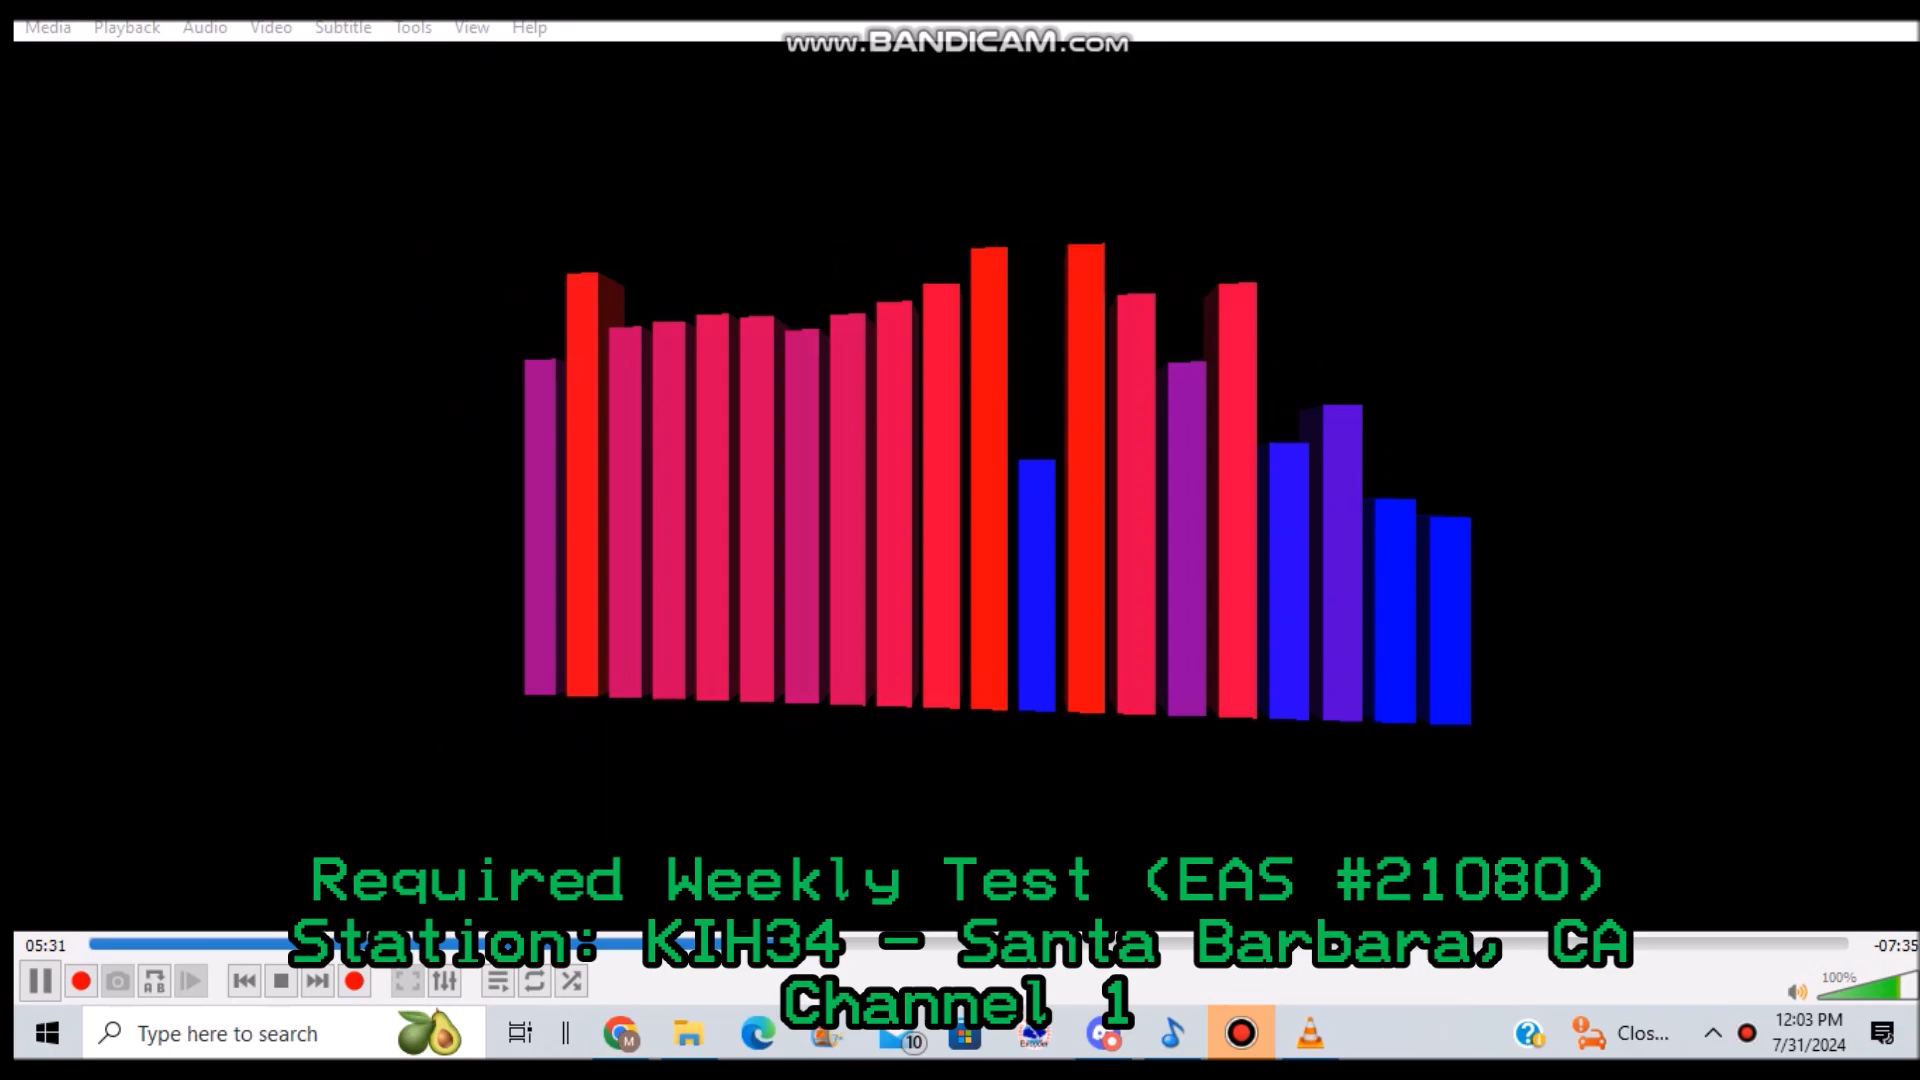 Media Playback Audio Video Subtitle Tools View Help
www.BANDICAM.com
Required Weekly Test (EAS #21080)
05:31
Station: KIH34 - Santa Barbara, CA
-07:35
100%
Channel 1
Type here to search
M
10
Clos...
12:03 PM
7/31/2024